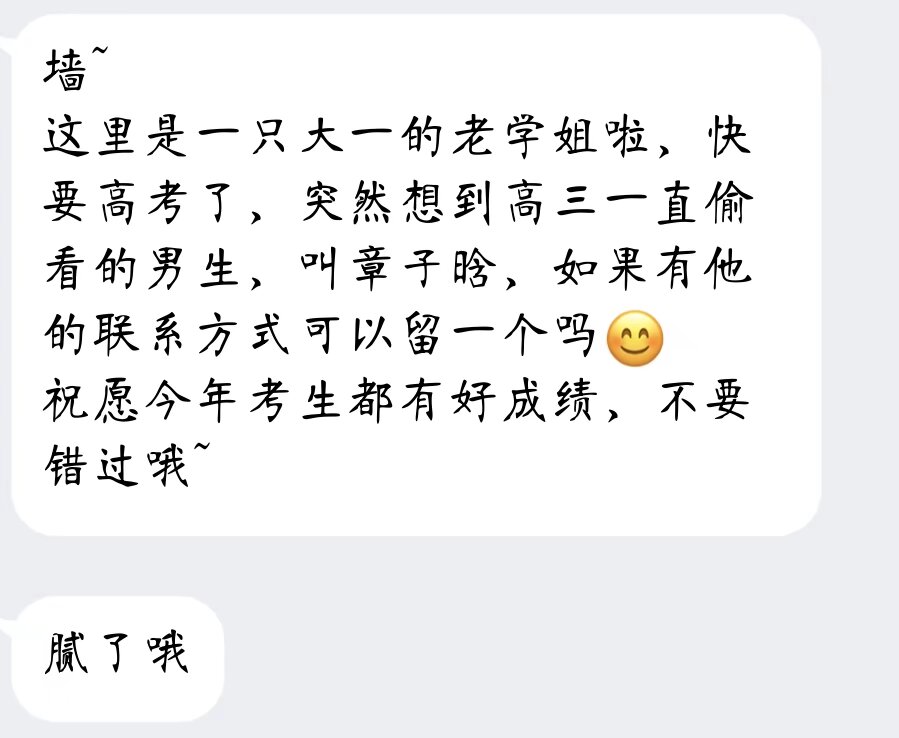 墙~
这里是一只大一的老学姐啦，快
要高考了，突然想到高三一直偷
看的男生，叫章子晗，如果有他
的联系方式可以留一个吗😊
祝愿今年考生都有好成绩，不要
错过哦~
腻了哦